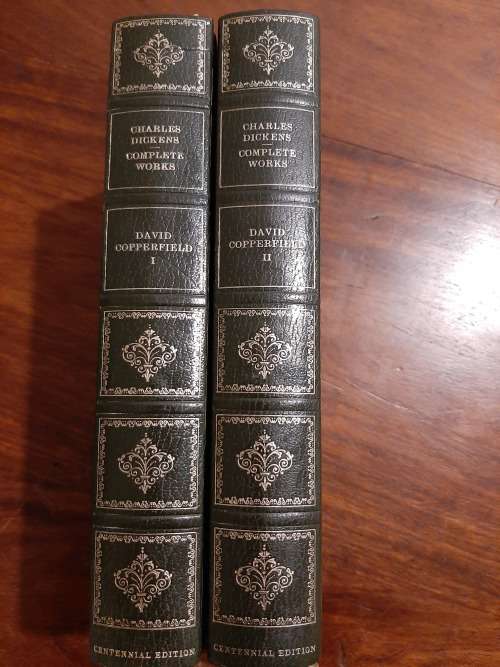 CHARLES
DICKENS
COMPLETE
WORKS
DAVID
COPPERFIELD
I
CENTENNIAL EDITION
CHARLES
DICKENS
COMPLETE
WORKS
DAVID
COPPERFIELD
II
CENTENNIAL EDITION